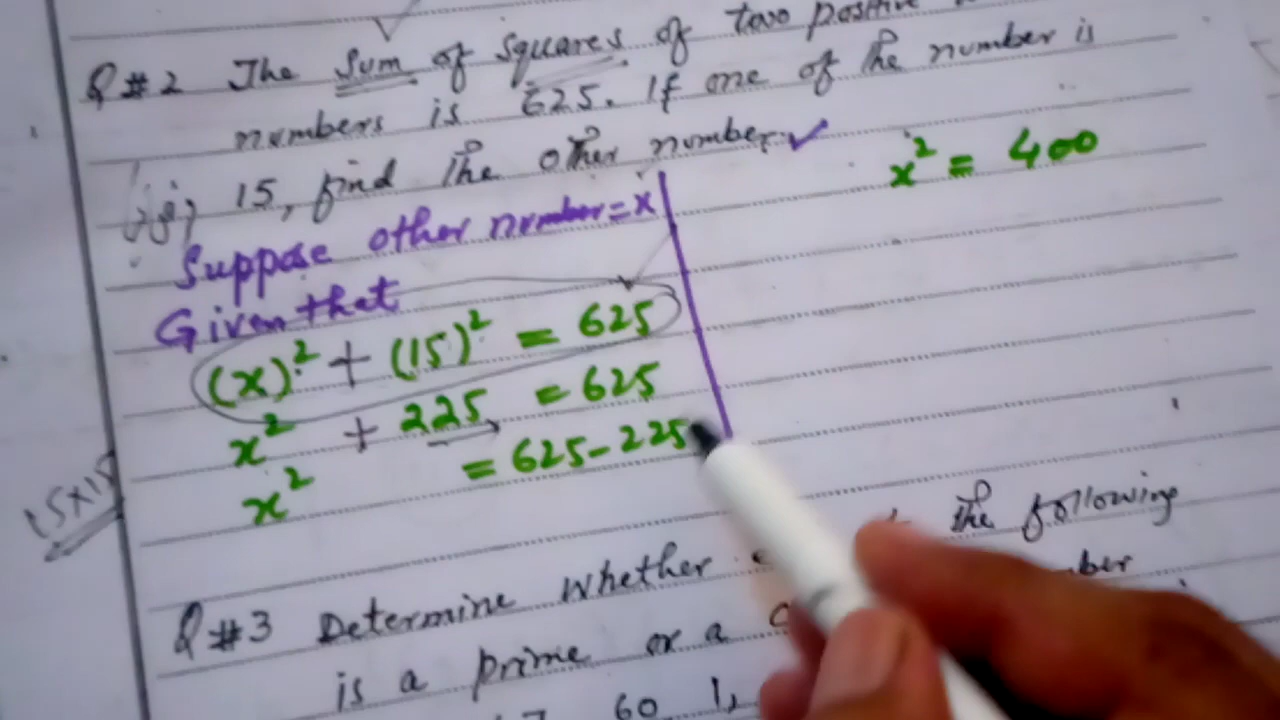 Q#2 The Sum of Squares of two positive
numbers is 625. If one of the number is
15, find the other number.
Suppose other number = x
Given that
(x)² + (15)² = 625
x² + 225 = 625
x² = 625 - 225
x² = 400
15x15
Q#3 Determine whether the following
is a prime or a
60